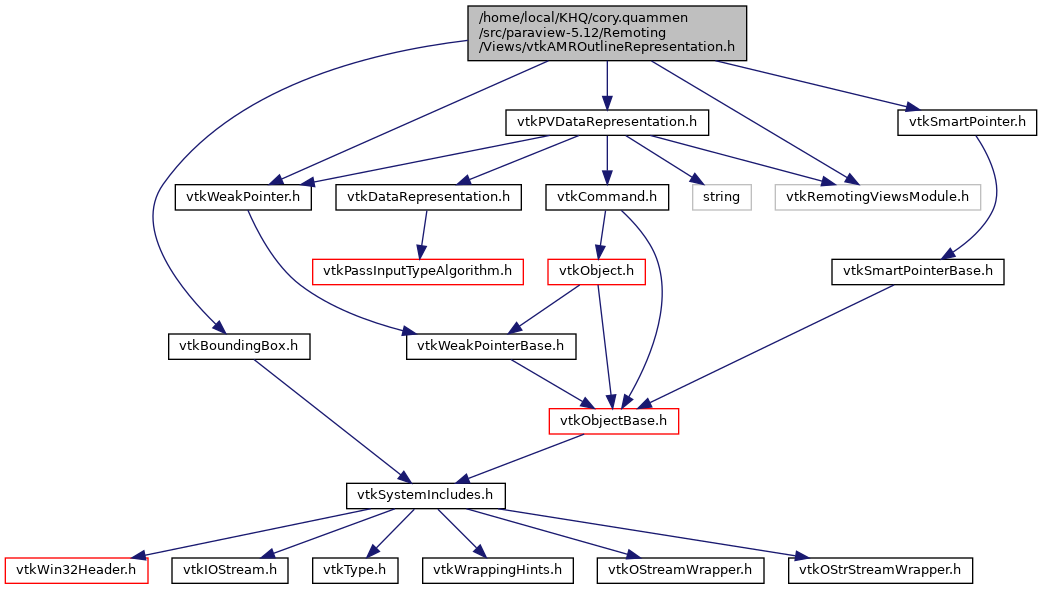 /home/local/KHQ/cory.quammen
/src/paraview-5.12/Remoting
/Views/vtkAMROutlineRepresentation.h
vtkPVDataRepresentation.h
vtkSmartPointer.h
vtkWeakPointer.h
vtkDataRepresentation.h
vtkCommand.h
string
vtkRemotingViewsModule.h
vtkPassInputTypeAlgorithm.h
vtkObject.h
vtkSmartPointerBase.h
vtkBoundingBox.h
vtkWeakPointerBase.h
vtkObjectBase.h
vtkSystemIncludes.h
vtkWin32Header.h
vtkIOStream.h
vtkType.h
vtkWrappingHints.h
vtkOStreamWrapper.h
vtkOStrStreamWrapper.h